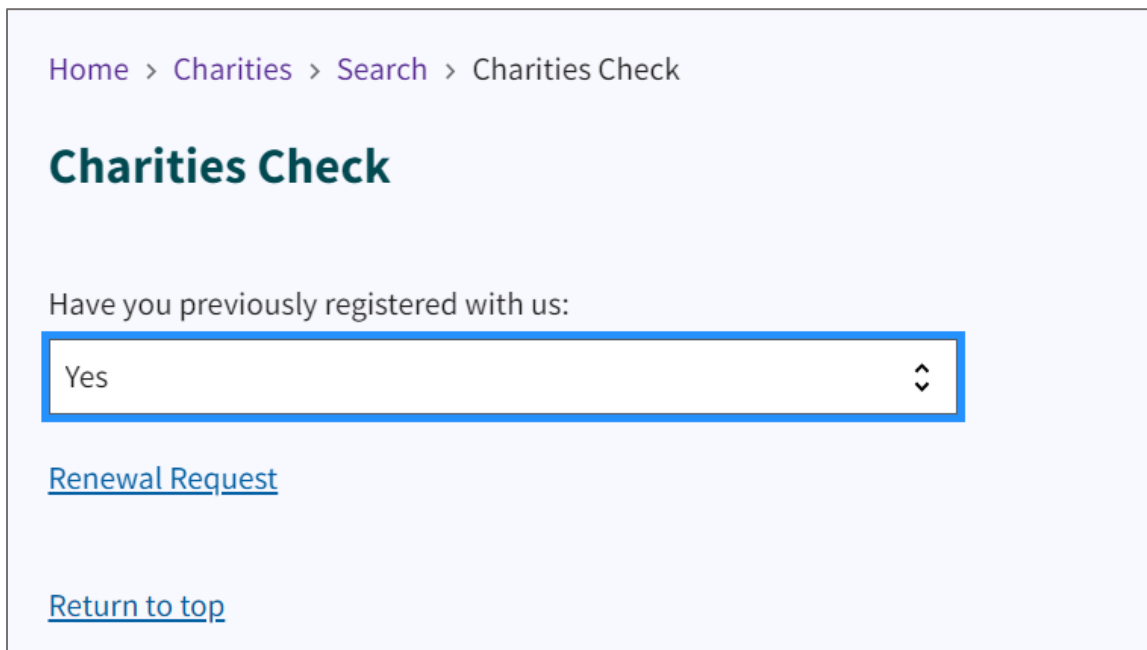 Home > Charities > Search > Charities Check
Charities Check
Have you previously registered with us:
Yes
Renewal Request
Return to top